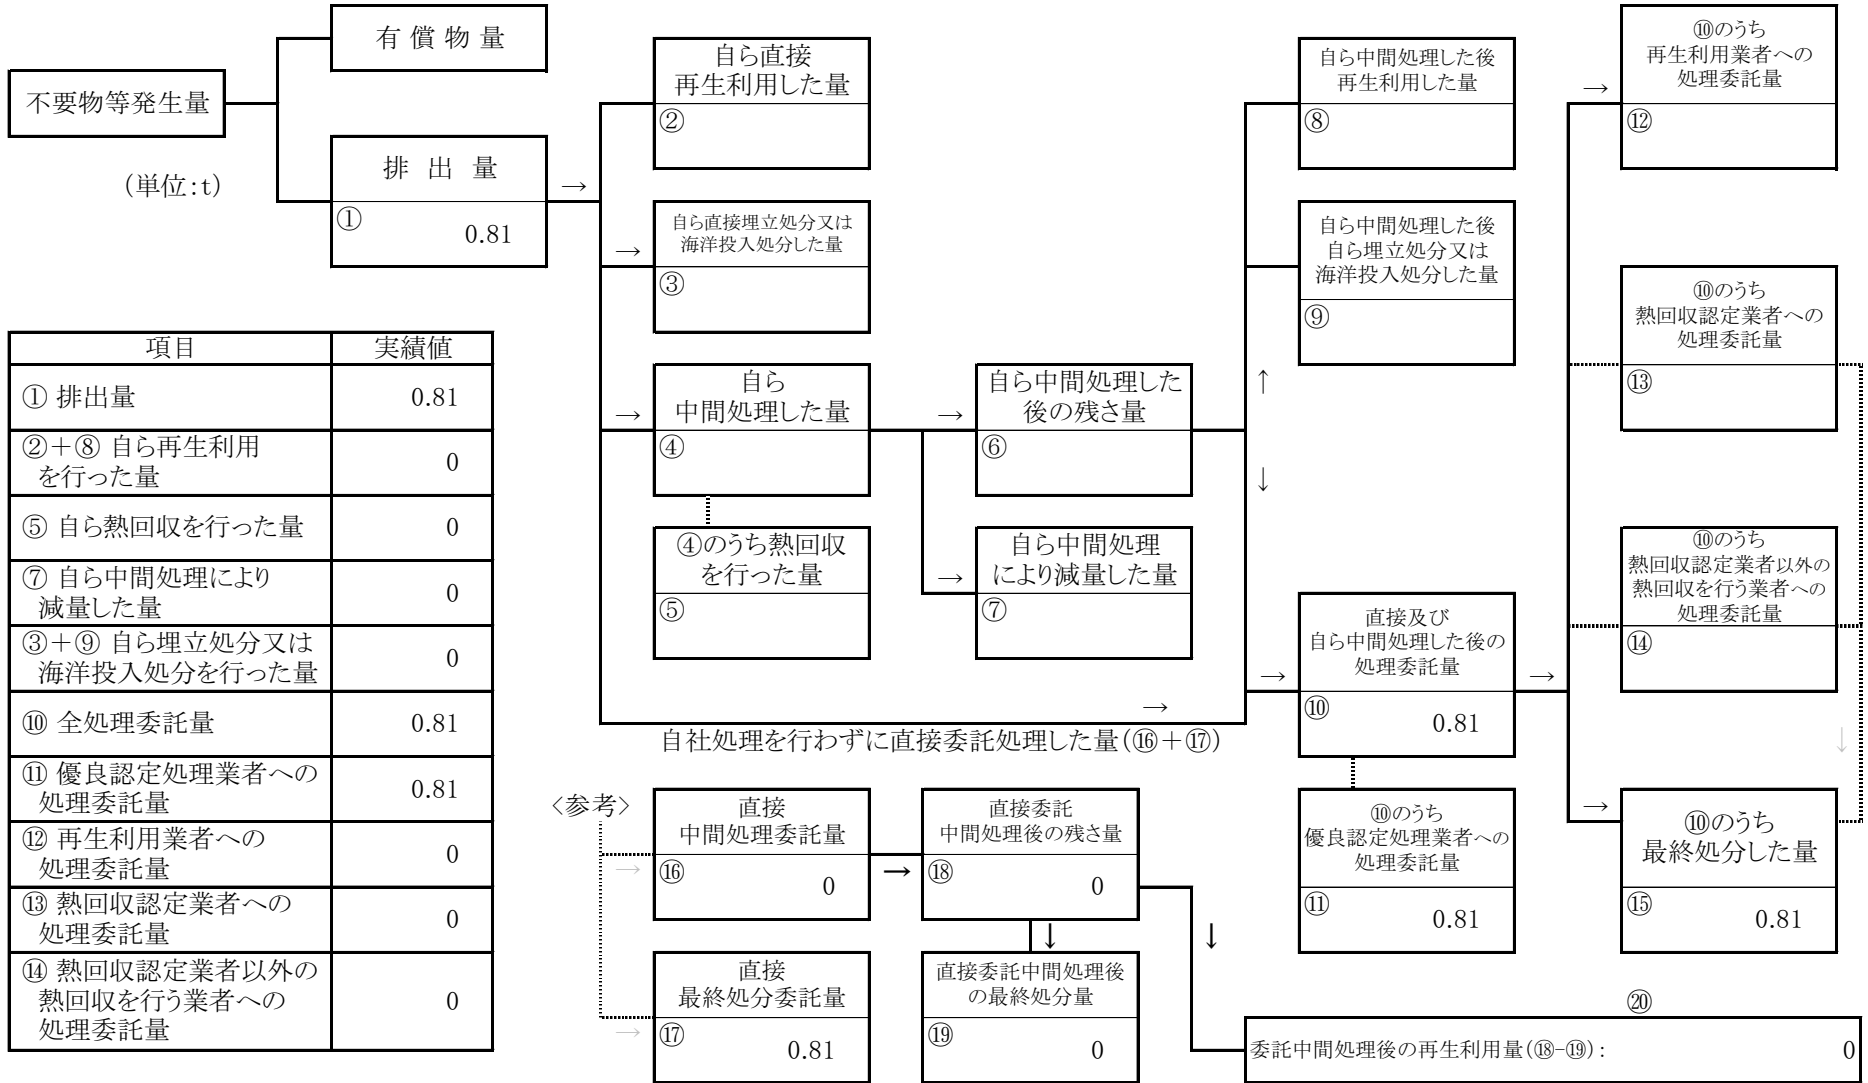 有 償 物 量
不要物等発生量
(単位:t)
排　出　量
→
①
0.81
自ら直接
再生利用した量
②
→
自ら直接埋立処分又は
海洋投入処分した量
③
→
自ら
中間処理した量
④
④のうち熱回収
を行った量
⑤
→
自ら中間処理した
後の残さ量
⑥
→
自ら中間処理
により減量した量
⑦
自ら中間処理した後
再生利用した量
⑧
自ら中間処理した後
自ら埋立処分又は
海洋投入処分した量
⑨
↑
↓
→
自社処理を行わずに直接委託処理した量(⑯+⑰)
→
直接及び
自ら中間処理した後の
処理委託量
⑩
0.81
→
⑩のうち
優良認定処理業者への
処理委託量
⑪
0.81
→
⑩のうち
再生利用業者への
処理委託量
⑫
⑩のうち
熱回収認定業者への
処理委託量
⑬
⑩のうち
熱回収認定業者以外の
熱回収を行う業者への
処理委託量
⑭
↓
→
⑩のうち
最終処分した量
⑮
0.81
項目 実績値
① 排出量 0.81
②+⑧ 自ら再生利用
を行った量 0
⑤ 自ら熱回収を行った量 0
⑦ 自ら中間処理により
減量した量 0
③+⑨ 自ら埋立処分又は
海洋投入処分を行った量 0
⑩ 全処理委託量 0.81
⑪ 優良認定処理業者への
処理委託量 0.81
⑫ 再生利用業者への
処理委託量 0
⑬ 熱回収認定業者への
処理委託量 0
⑭ 熱回収認定業者以外の
熱回収を行う業者への
処理委託量 0
〈参考〉
→
直接
中間処理委託量
⑯
0
→
直接委託
中間処理後の残さ量
⑱
0
↓
↓
→
直接
最終処分委託量
⑰
0.81
直接委託中間処理後
の最終処分量
⑲
0
⑳
委託中間処理後の再生利用量(⑱-⑲): 0